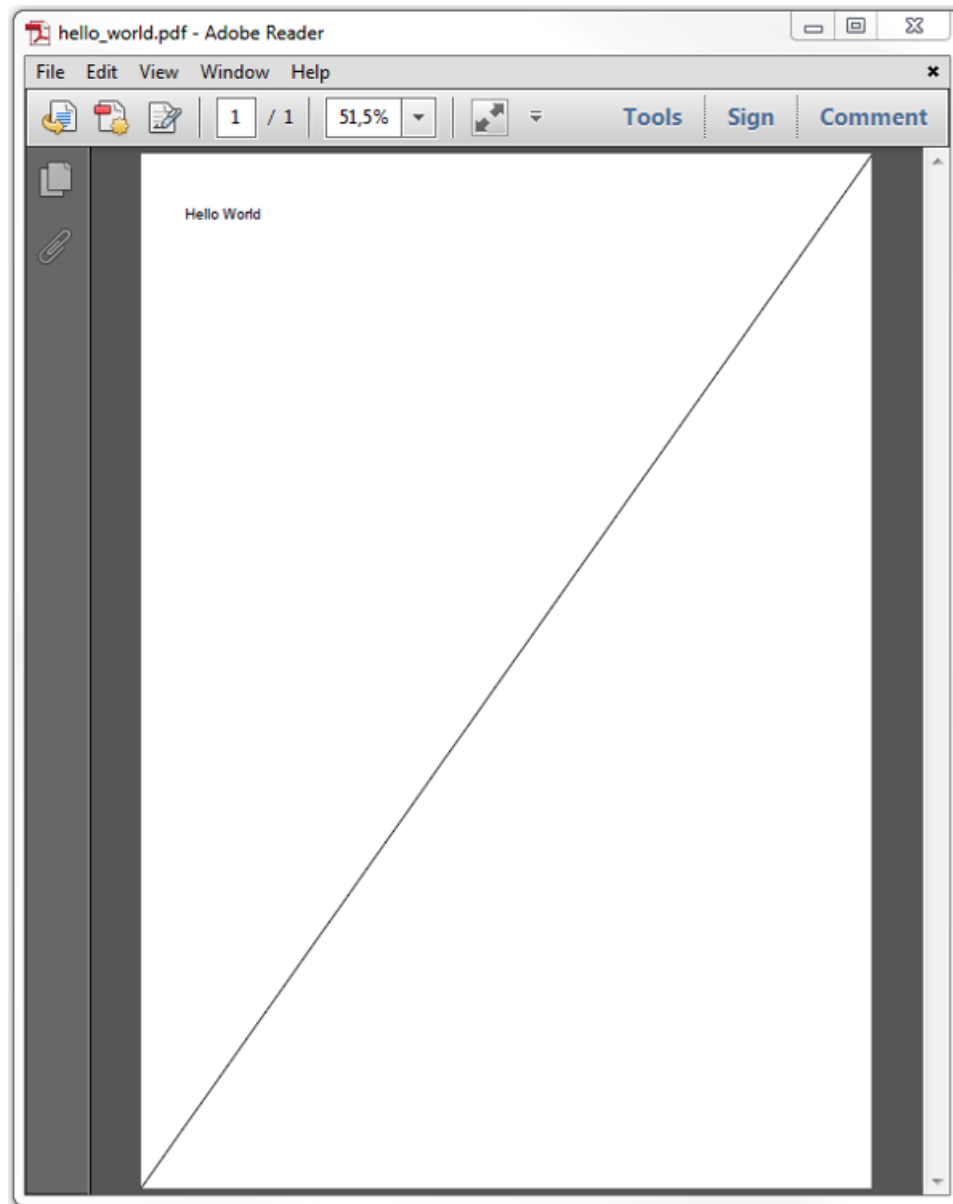 hello_world.pdf - Adobe Reader
File Edit View Window Help
1 / 1 51,5% Tools Sign Comment
Hello World